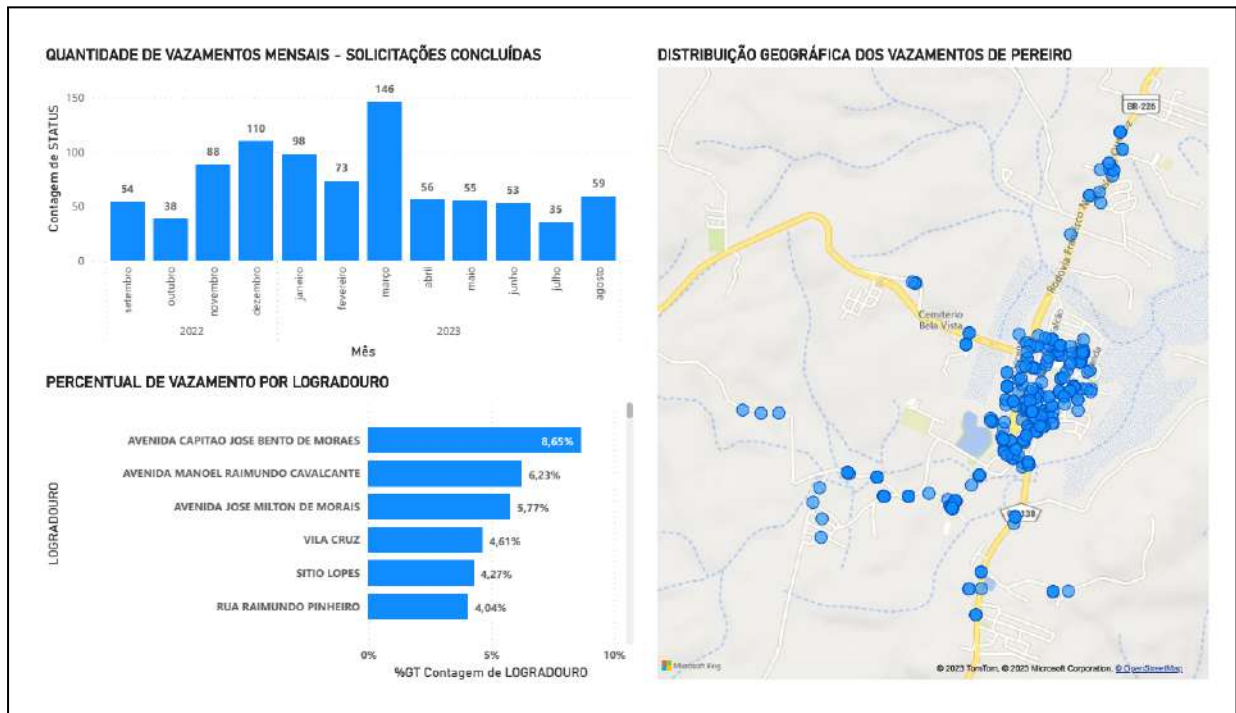 QUANTIDADE DE VAZAMENTOS MENSAIS - SOLICITAÇÕES CONCLUÍDAS
Contagem de STATUS
150
100
50
0
54
38
88
110
98
73
146
56
55
53
35
59
setembro
outubro
novembro
dezembro
janeiro
fevereiro
março
abril
maio
junho
julho
agosto
2022
2023
Mês
PERCENTUAL DE VAZAMENTO POR LOGRADOURO
LOGRADOURO
AVENIDA CAPITAO JOSE BENTO DE MORAES
8,65%
AVENIDA MANOEL RAIMUNDO CAVALCANTE
6,23%
AVENIDA JOSE MILTON DE MORAIS
5,77%
VILA CRUZ
4,61%
SITIO LOPES
4,27%
RUA RAIMUNDO PINHEIRO
4,04%
0%
5%
10%
%GT Contagem de LOGRADOURO
DISTRIBUIÇÃO GEOGRÁFICA DOS VAZAMENTOS DE PEREIRO
BR-226
Rodovia
Cemitério
Bela Vista
138
Microsoft Bing
© 2023 TomTom, © 2023 Microsoft Corporation, © OpenStreetMap